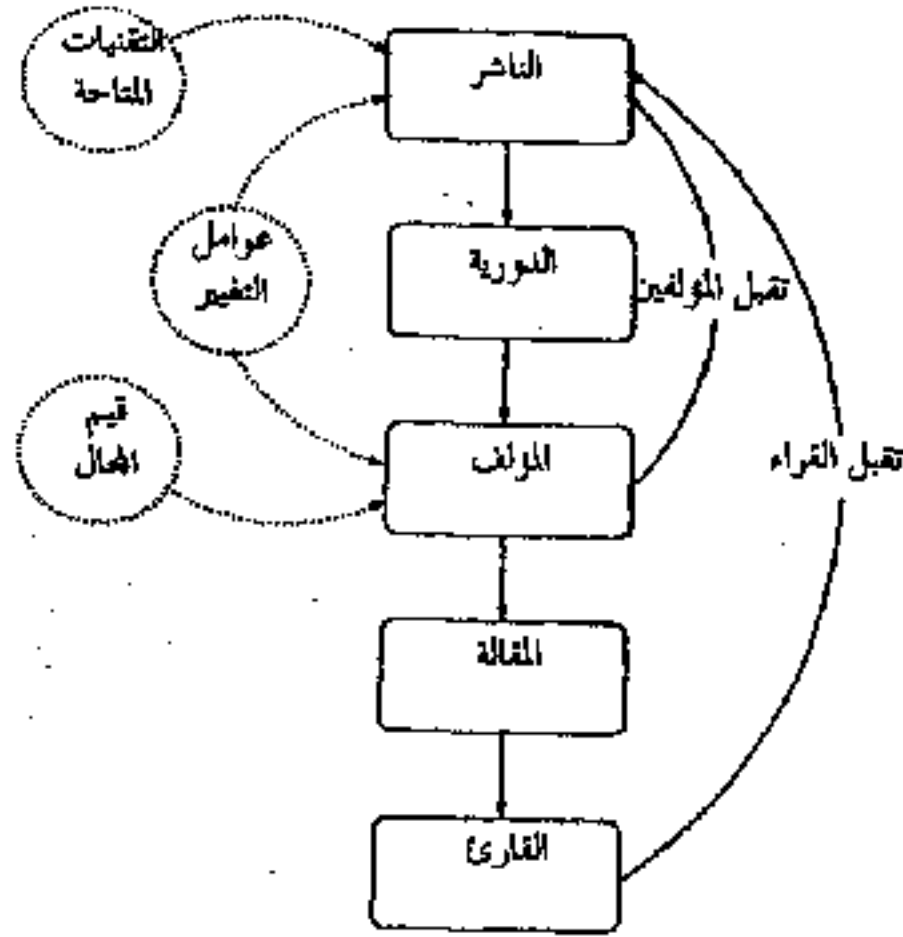 التقنيات
المتاحة
الناشر
عوامل
التغيير
الدورية
تقبل المؤلفين
قيم
المجال
المؤلف
تقبل القراء
المقالة
القارئ